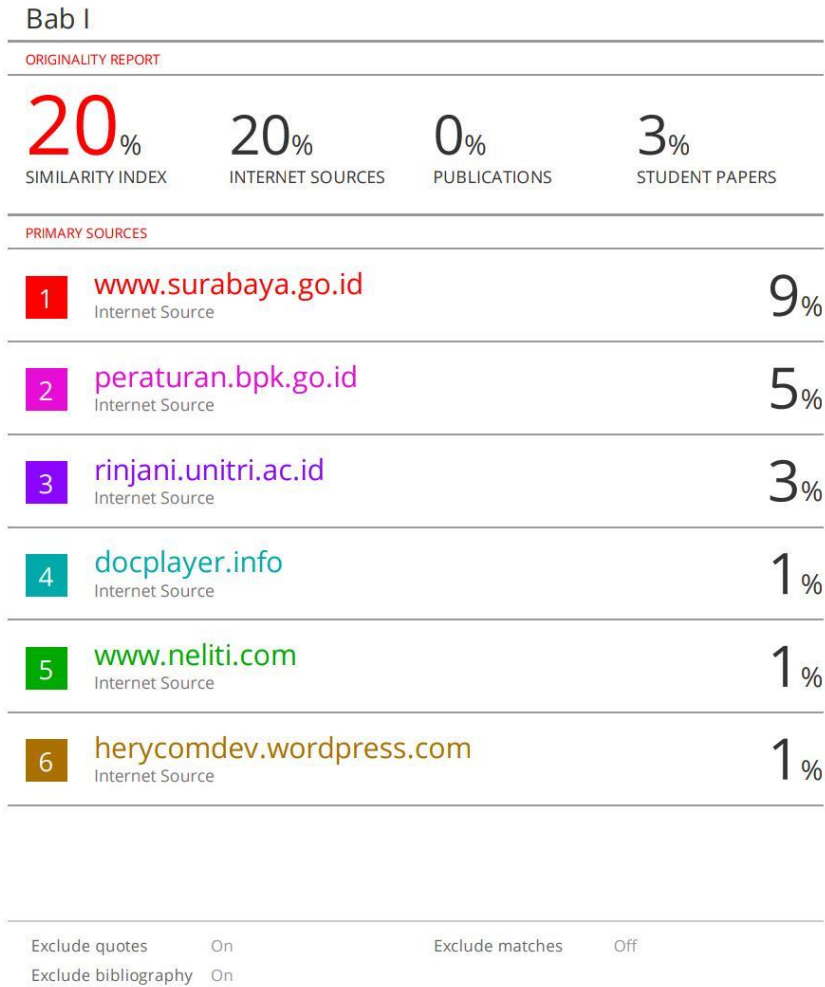 Bab I
ORIGINALITY REPORT
20% 20% 0% 3%
SIMILARITY INDEX INTERNET SOURCES PUBLICATIONS STUDENT PAPERS
PRIMARY SOURCES
1 www.surabaya.go.id 9%
Internet Source
2 peraturan.bpk.go.id 5%
Internet Source
3 rinjani.unitri.ac.id 3%
Internet Source
4 docplayer.info 1%
Internet Source
5 www.neliti.com 1%
Internet Source
6 herycomdev.wordpress.com 1%
Internet Source
Exclude quotes On Exclude matches Off
Exclude bibliography On